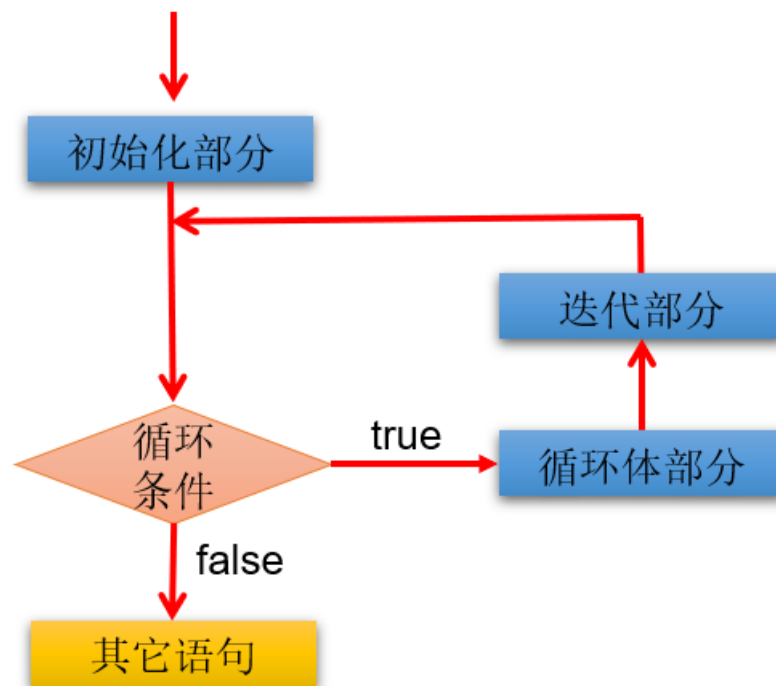 初始化部分
迭代部分
循环
条件
true
循环体部分
false
其它语句